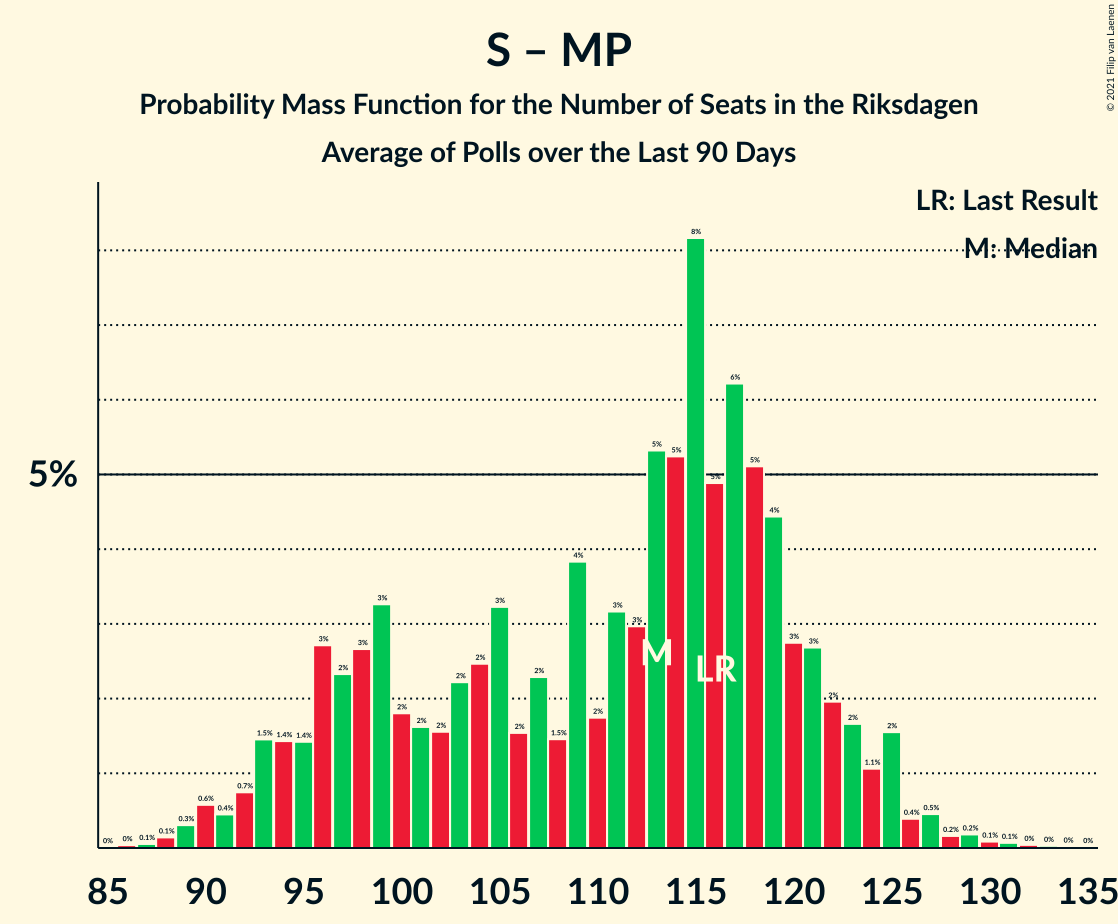 S – MP
Probability Mass Function for the Number of Seats in the Riksdagen
Average of Polls over the Last 90 Days
© 2021 Filip van Laenen
LR: Last Result
M: Median
5%
0% 0% 0.1% 0.1% 0.3% 0.6% 0.4% 0.7% 1.5% 1.4% 1.4% 3% 2% 3% 3% 2% 2% 2% 2% 2% 3% 2% 2% 1.5% 4% 2% 3% 3% 5% 5% 8% 5% 6% 5% 4% 3% 3% 2% 2% 1.1% 2% 0.4% 0.5% 0.2% 0.2% 0.1% 0.1% 0% 0% 0% 0%
M
LR
85 90 95 100 105 110 115 120 125 130 135